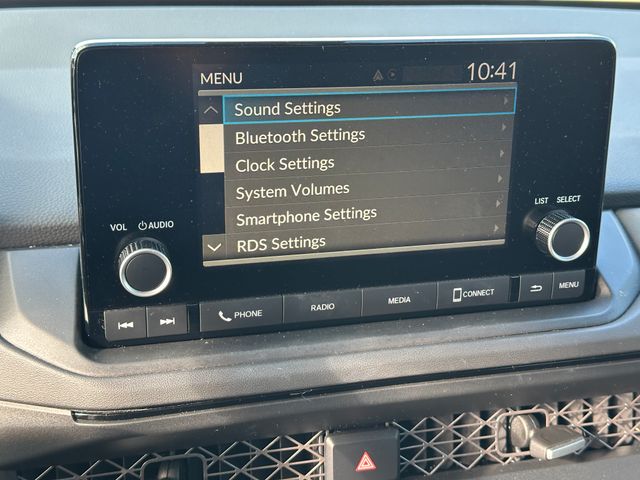 MENU 10:41
Sound Settings
Bluetooth Settings
Clock Settings
System Volumes
Smartphone Settings
RDS Settings
VOL AUDIO
LIST SELECT
PHONE RADIO MEDIA CONNECT MENU